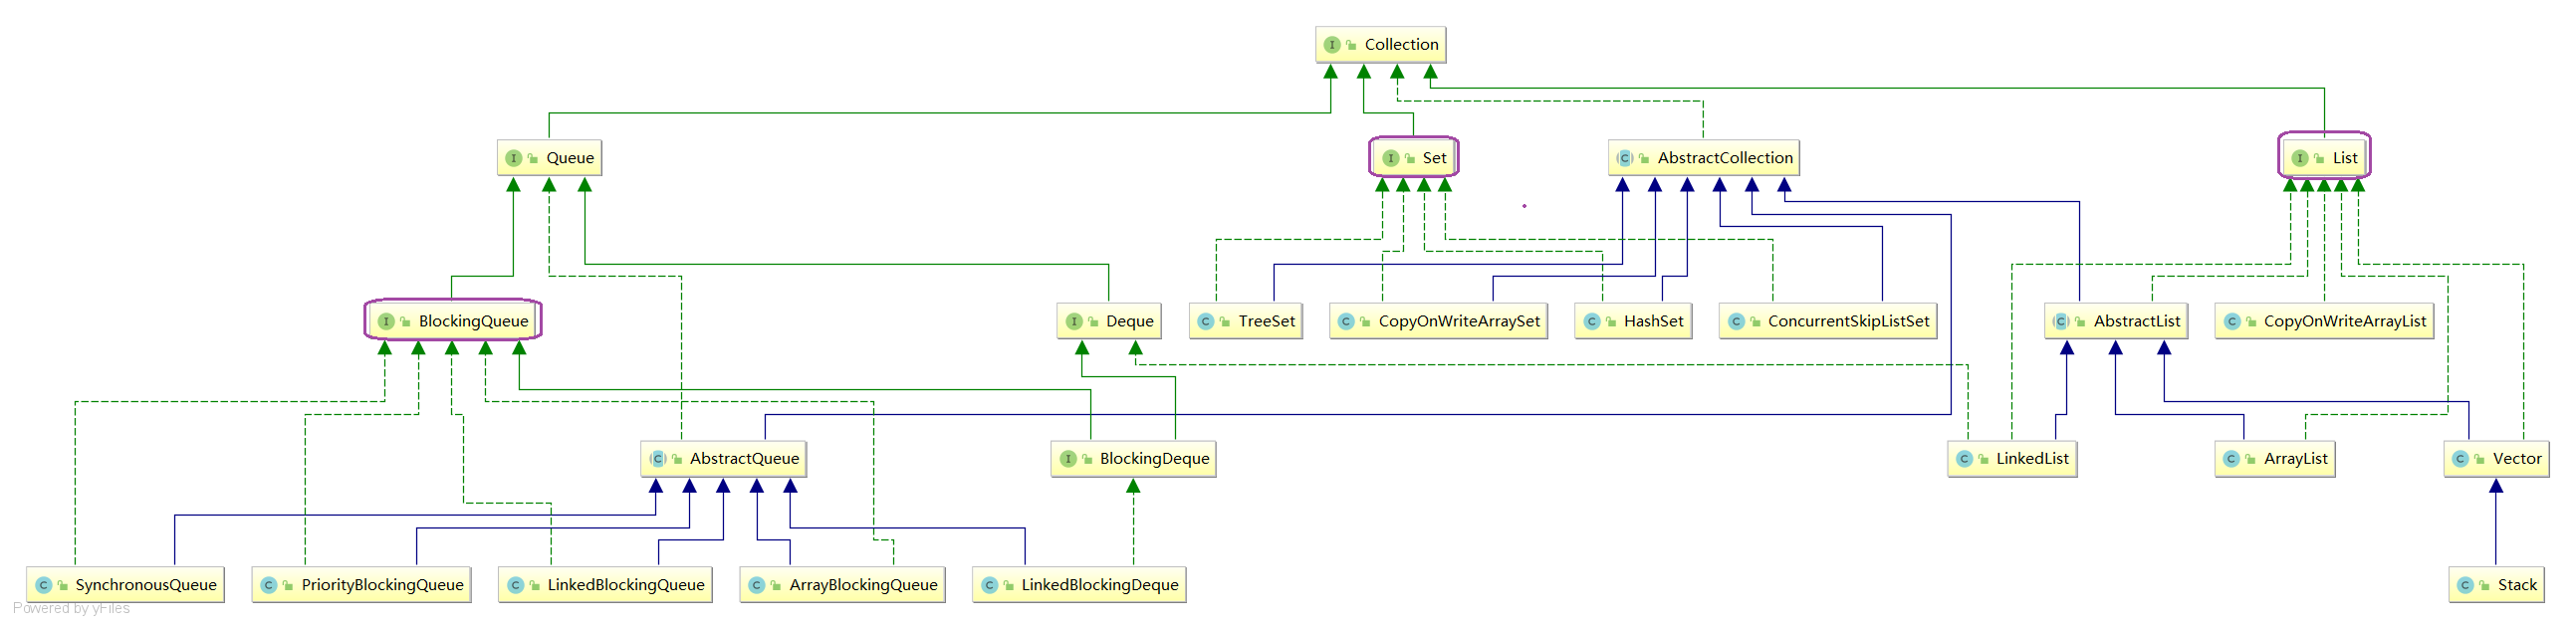 I Collection
I Queue
I Set
C AbstractCollection
I List
I BlockingQueue
I Deque
C TreeSet
C CopyOnWriteArraySet
C HashSet
C ConcurrentSkipListSet
C AbstractList
C CopyOnWriteArrayList
C AbstractQueue
I BlockingDeque
C LinkedList
C ArrayList
C Vector
C SynchronousQueue
C PriorityBlockingQueue
C LinkedBlockingQueue
C ArrayBlockingQueue
C LinkedBlockingDeque
C Stack
Powered by yFiles